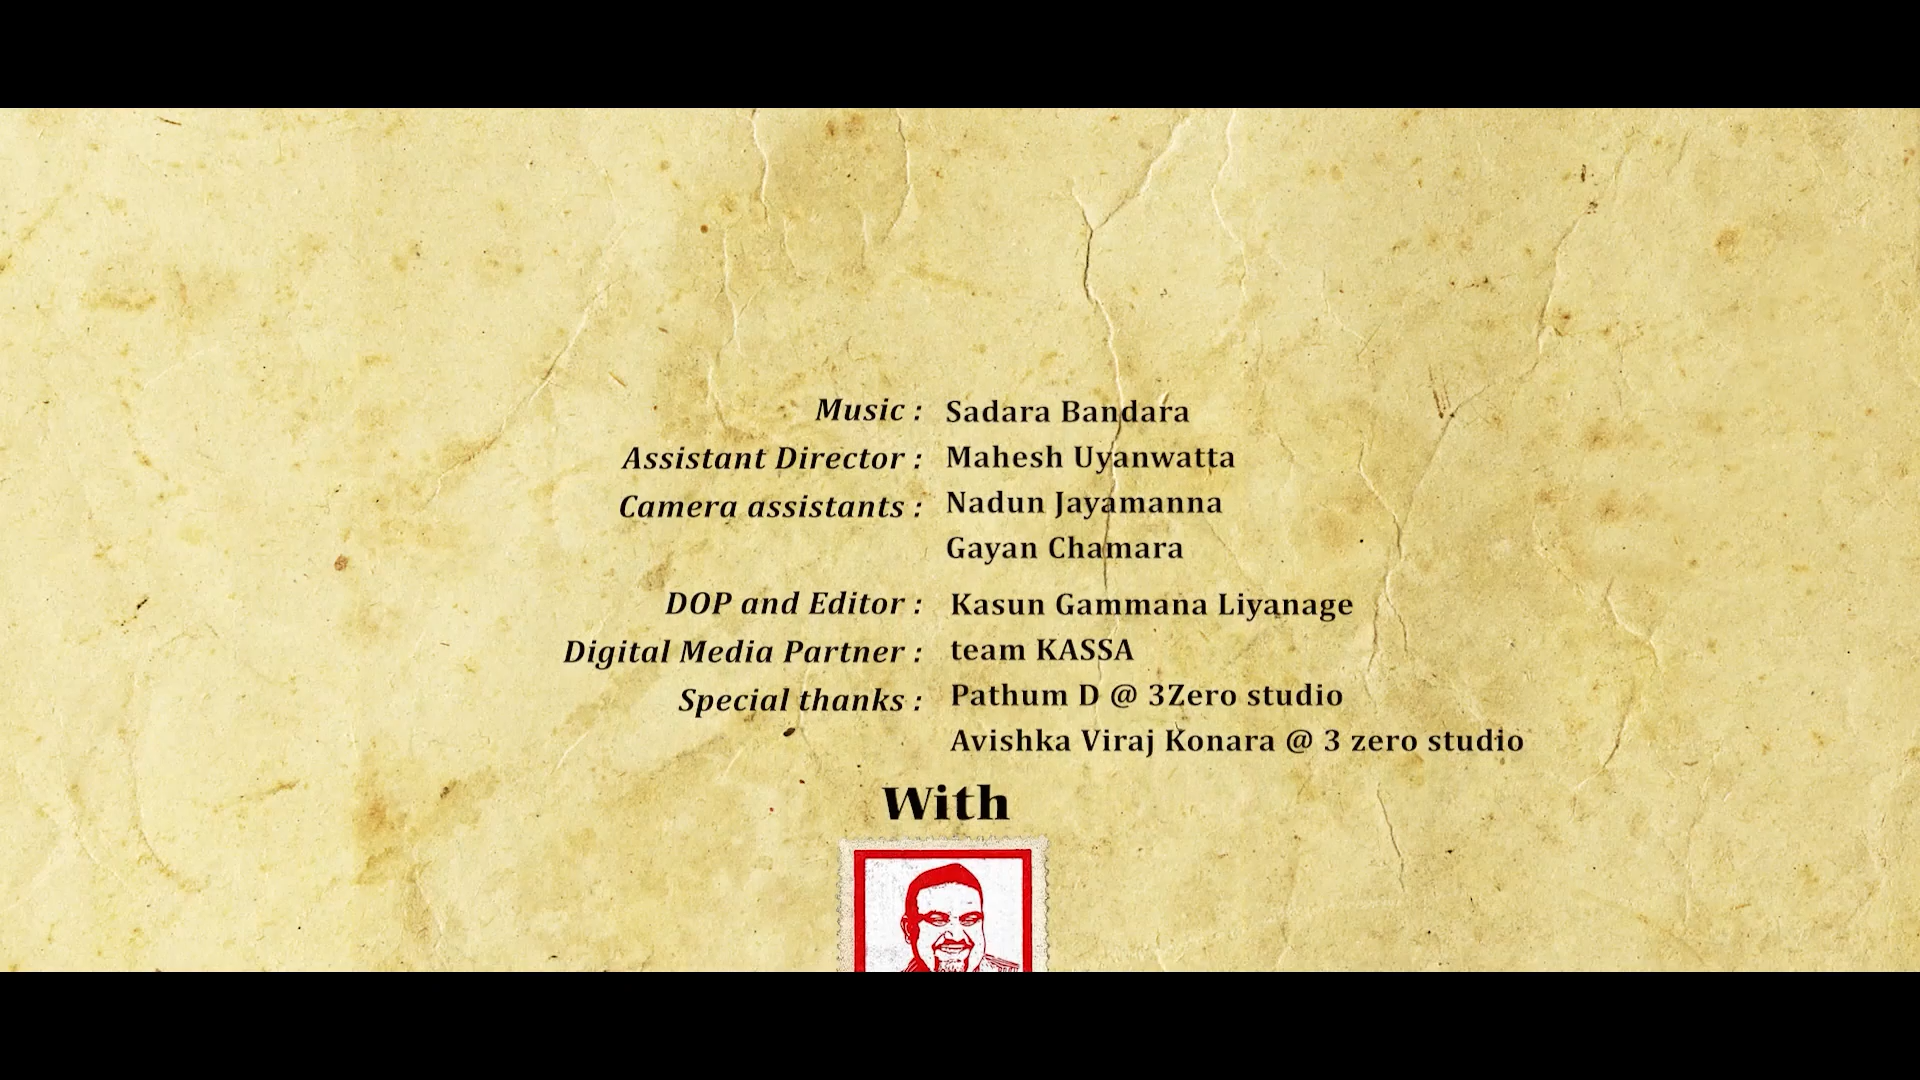 Music : Sadara Bandara
Assistant Director : Mahesh Uyanwatta
Camera assistants : Nadun Jayamanna
Gayan Chamara
DOP and Editor : Kasun Gammana Liyanage
Digital Media Partner : team KASSA
Special thanks : Pathum D @ 3Zero studio
Avishka Viraj Konara @ 3 zero studio
With